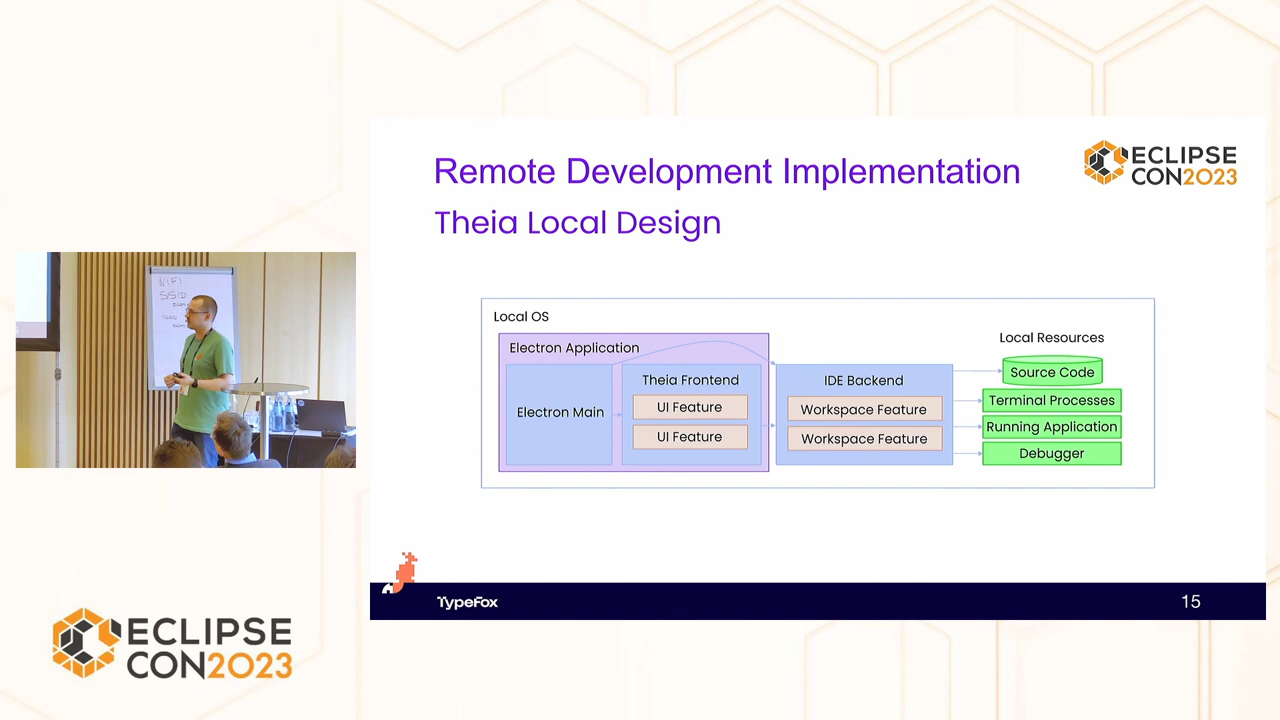 Remote Development Implementation
Theia Local Design
ECLIPSE
CON2023
Local OS
Electron Application
Electron Main
Theia Frontend
UI Feature
UI Feature
IDE Backend
Workspace Feature
Workspace Feature
Local Resources
Source Code
Terminal Processes
Running Application
Debugger
WIFI
SSID
TypeFox
15
ECLIPSE
CON2023